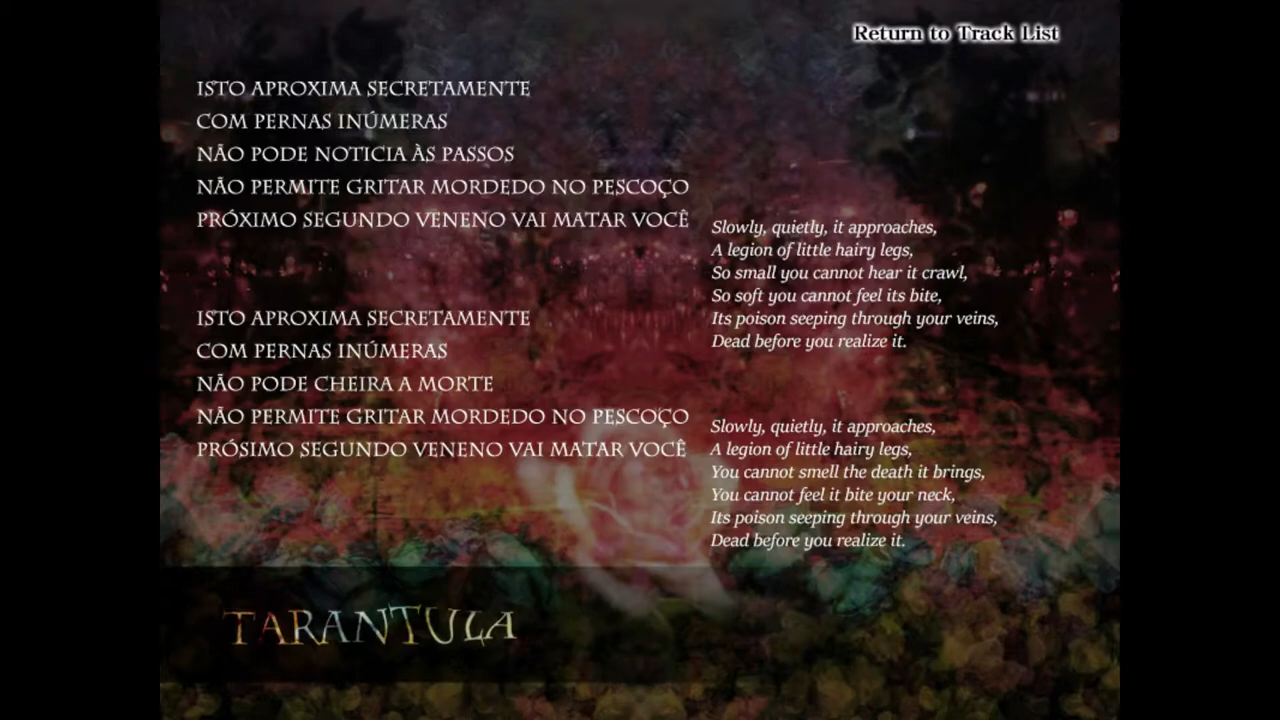 Return to Track List
ISTO APROXIMA SECRETAMENTE
COM PERNAS INÚMERAS
NÃO PODE NOTICIA ÀS PASSOS
NÃO PERMITE GRITAR MORDEDO NO PESCOÇO
PRÓXIMO SEGUNDO VENENO VAI MATAR VOCÊ
ISTO APROXIMA SECRETAMENTE
COM PERNAS INÚMERAS
NÃO PODE CHEIRA A MORTE
NÃO PERMITE GRITAR MORDEDO NO PESCOÇO
PRÓSIMO SEGUNDO VENENO VAI MATAR VOCÊ
Slowly, quietly, it approaches,
A legion of little hairy legs,
So small you cannot hear it crawl,
So soft you cannot feel its bite,
Its poison seeping through your veins,
Dead before you realize it.
Slowly, quietly, it approaches,
A legion of little hairy legs,
You cannot smell the death it brings,
You cannot feel it bite your neck,
Its poison seeping through your veins,
Dead before you realize it.
TARANTULA